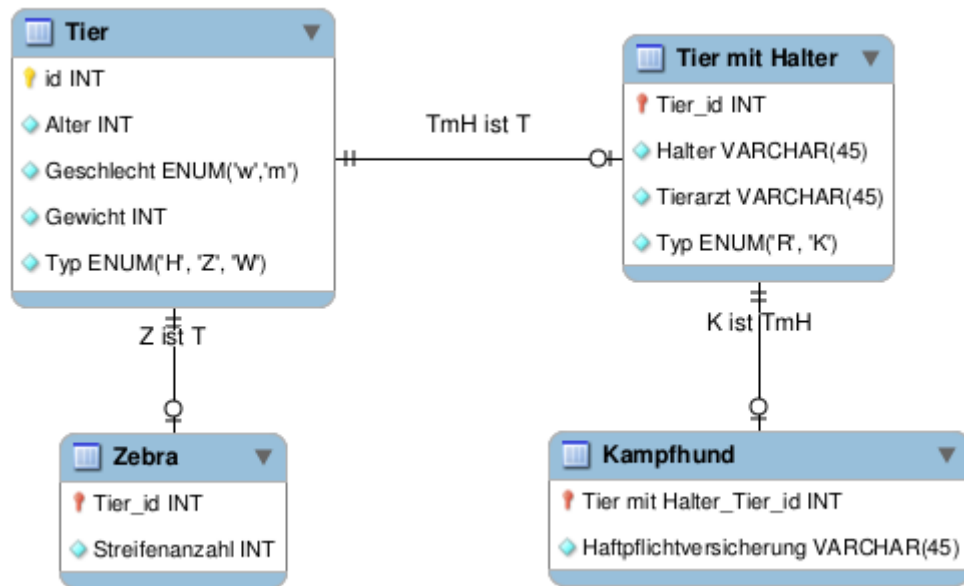 Tier
id INT
Alter INT
Geschlecht ENUM('w','m')
Gewicht INT
Typ ENUM('H', 'Z', 'W')
TmH ist T
Tier mit Halter
Tier_id INT
Halter VARCHAR(45)
Tierarzt VARCHAR(45)
Typ ENUM('R', 'K')
Z ist T
K ist TmH
Zebra
Tier_id INT
Streifenanzahl INT
Kampfhund
Tier mit Halter_Tier_id INT
Haftpflichtversicherung VARCHAR(45)